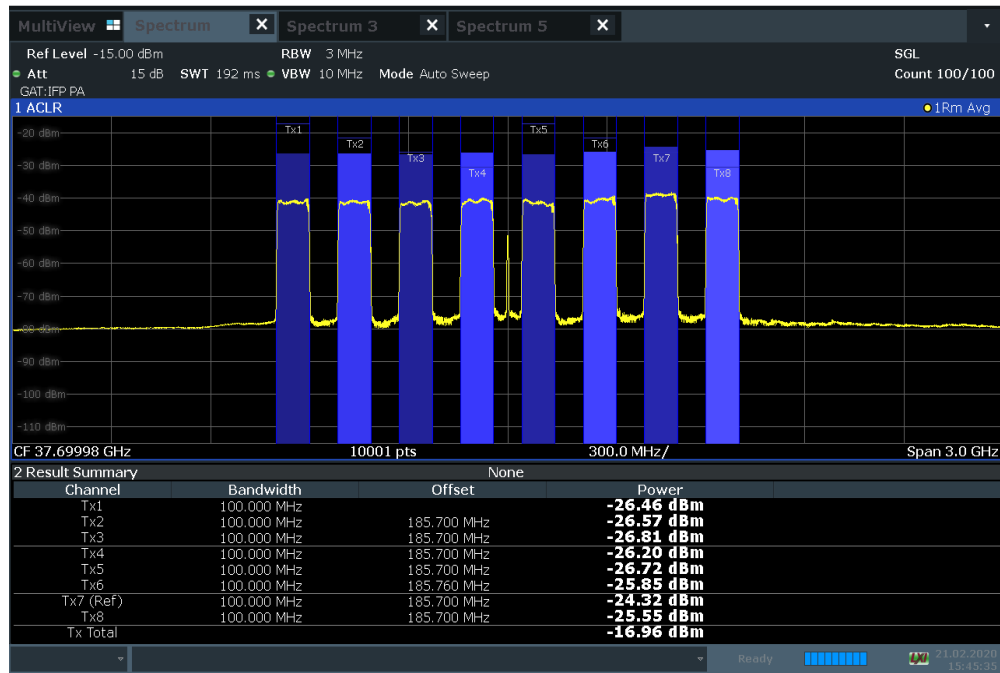 MultiView Spectrum X Spectrum 3 X Spectrum 5 X
Ref Level -15.00 dBm RBW 3 MHz SGL
Att 15 dB SWT 192 ms VBW 10 MHz Mode Auto Sweep Count 100/100
GAT:IFP PA
1 ACLR 1Rm Avg
-20 dBm
Tx1 Tx5
Tx2 Tx6
Tx3 Tx7
-30 dBm
Tx4 Tx8
-40 dBm
-50 dBm
-60 dBm
-70 dBm
-80 dBm
-90 dBm
-100 dBm
-110 dBm
CF 37.69998 GHz 10001 pts 300.0 MHz/ Span 3.0 GHz
2 Result Summary None
Channel Bandwidth Offset Power
Tx1 100.000 MHz -26.46 dBm
Tx2 100.000 MHz 185.700 MHz -26.57 dBm
Tx3 100.000 MHz 185.700 MHz -26.81 dBm
Tx4 100.000 MHz 185.700 MHz -26.20 dBm
Tx5 100.000 MHz 185.700 MHz -26.72 dBm
Tx6 100.000 MHz 185.760 MHz -25.85 dBm
Tx7 (Ref) 100.000 MHz 185.700 MHz -24.32 dBm
Tx8 100.000 MHz 185.700 MHz -25.55 dBm
Tx Total -16.96 dBm
Ready LXI 21.02.2020
15:45:35